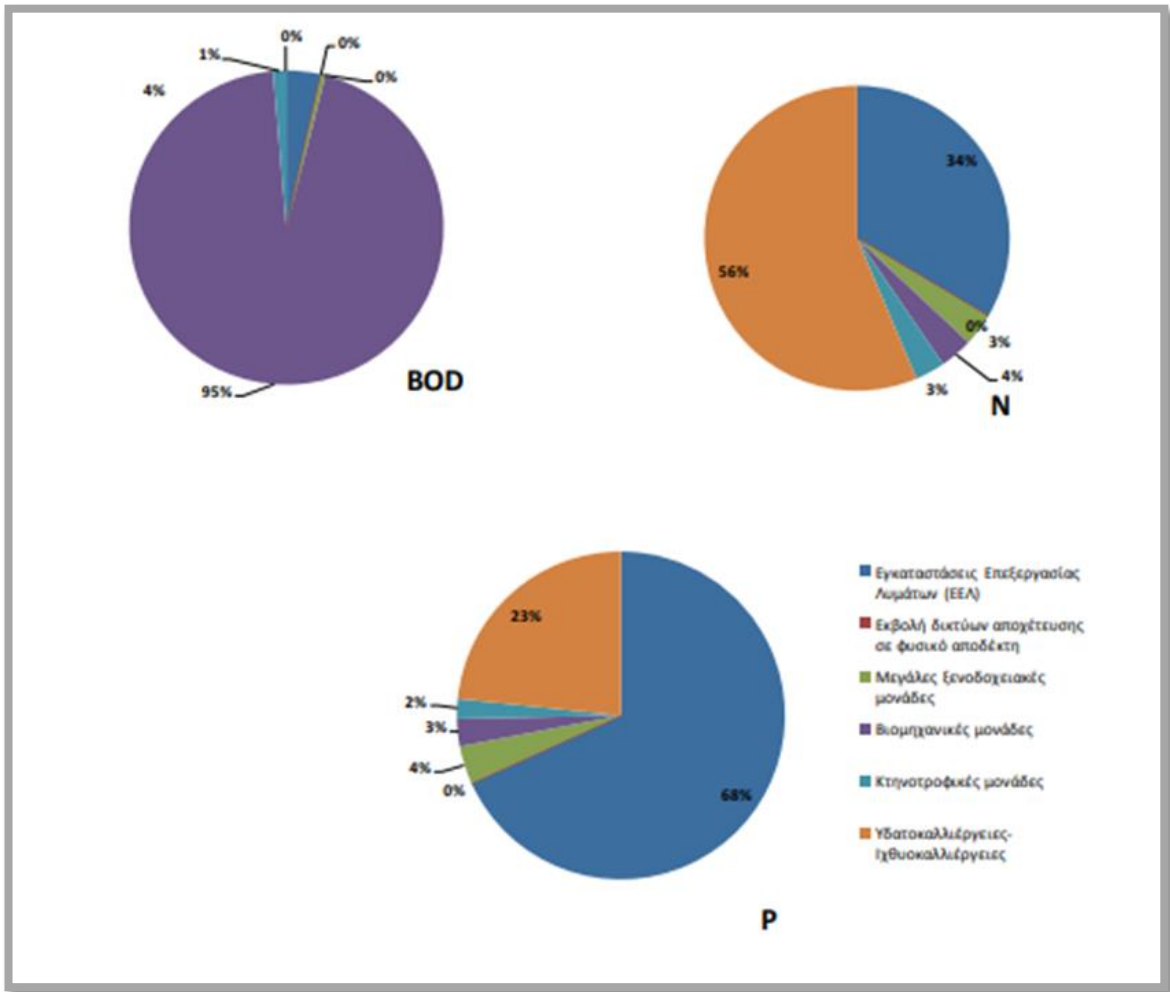 0%
1%
0%
0%
4%
95%
BOD
34%
56%
0%
3%
4%
3%
N
23%
2%
3%
4%
0%
68%
P
Εγκαταστάσεις Επεξεργασίας
Λυμάτων (ΕΕΛ)
Εκβολή δικτύων αποχέτευσης
σε φυσικό αποδέκτη
Μεγάλες ξενοδοχειακές
μονάδες
Βιομηχανικές μονάδες
Κτηνοτροφικές μονάδες
Υδατοκαλλιέργειες-
Ιχθυοκαλλιέργειες